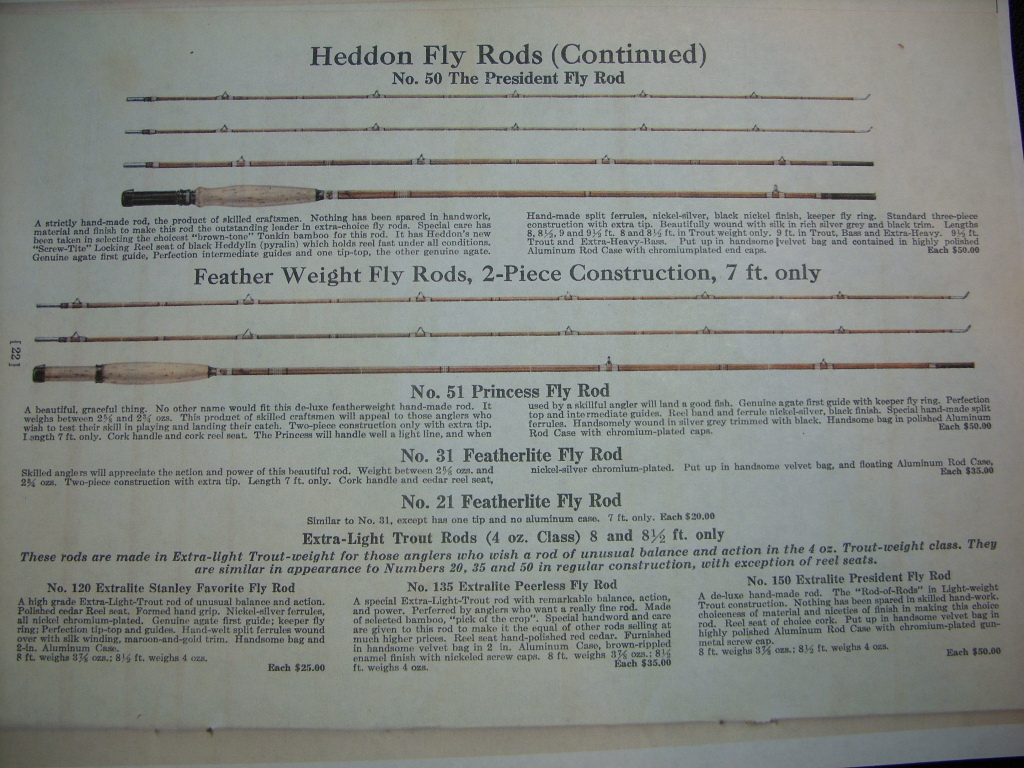 Heddon Fly Rods (Continued)
No. 50 The President Fly Rod
A strictly hand-made rod, the product of skilled craftsmen. Nothing has been spared in handwork,
material and finish to make this rod the outstanding leader in extra-choice fly rods. Special care has
been taken in selecting the choicest "brown-tone" Tonkin bamboo for this rod. It has Heddon's new
"Screw-Tite" Locking Reel seat of black Heddylin (pyralin) which holds reel fast under all conditions.
Genuine agate first guide, Perfection intermediate guides and one tip-top, the other genuine agate.
Hand-made split ferrules, nickel-silver, black nickel finish, keeper fly ring. Standard three-piece
construction with extra tip. Beautifully wound with silk in rich silver grey and black trim. Lengths
8, 8½, 9 and 9½ ft. 8 and 8½ ft. in Trout weight only. 9 ft. in Trout, Bass and Extra-Heavy. 9½ ft.
Trout and Extra-Heavy-Bass. Put up in handsome velvet bag and contained in highly polished
Aluminum Rod Case with chromiumplated end caps. Each $50.00
Feather Weight Fly Rods, 2-Piece Construction, 7 ft. only
[ 22 ]
No. 51 Princess Fly Rod
A beautiful, graceful thing. No other name would fit this de-luxe featherweight hand-made rod. It
weighs between 2⅝ and 2¾ ozs. This product of skilled craftsmen will appeal to those anglers who
wish to test their skill in playing and landing their catch. Two-piece construction only with extra tip.
Length 7 ft. only. Cork handle and cork reel seat. The Princess will handle well a light line, and when
used by a skillful angler will land a good fish. Genuine agate first guide with keeper fly ring. Perfection
top and intermediate guides. Reel band and ferrule nickel-silver, black finish. Special hand-made split
ferrules. Handsomely wound in silver grey trimmed with black. Handsome bag in polished Aluminum
Rod Case with chromium-plated caps. Each $50.00
No. 31 Featherlite Fly Rod
Skilled anglers will appreciate the action and power of this beautiful rod. Weight between 2⅝ ozs. and
2¾ ozs. Two-piece construction with extra tip. Length 7 ft. only. Cork handle and cedar reel seat,
nickel-silver chromium-plated. Put up in handsome velvet bag, and floating Aluminum Rod Case,
Each $35.00
No. 21 Featherlite Fly Rod
Similar to No. 31, except has one tip and no aluminum case. 7 ft. only. Each $20.00
Extra-Light Trout Rods (4 oz. Class) 8 and 8½ ft. only
These rods are made in Extra-light Trout-weight for those anglers who wish a rod of unusual balance and action in the 4 oz. Trout-weight class. They
are similar in appearance to Numbers 20, 35 and 50 in regular construction, with exception of reel seats.
No. 120 Extralite Stanley Favorite Fly Rod
A high grade Extra-Light-Trout rod of unusual balance and action.
Polished cedar Reel seat. Formed hand grip. Nickel-silver ferrules,
all nickel chromium-plated. Genuine agate first guide; keeper fly
ring; Perfection tip-top and guides. Hand-welt split ferrules wound
over with silk winding, maroon-and-gold trim. Handsome bag and
2-in. Aluminum Case.
8 ft. weighs 3⅞ ozs.; 8½ ft. weighs 4 ozs.
Each $25.00
No. 135 Extralite Peerless Fly Rod
A special Extra-Light-Trout rod with remarkable balance, action,
and power. Perferred by anglers who want a really fine rod. Made
of selected bamboo, "pick of the crop". Special handword and care
are given to this rod to make it the equal of other rods selling at
much higher prices. Reel seat hand-polished red cedar. Furnished
in handsome velvet bag in 2 in. Aluminum Case, brown-rippled
enamel finish with nickeled screw caps. 8 ft. weighs 3⅞ ozs.; 8½
ft. weighs 4 ozs. Each $35.00
No. 150 Extralite President Fly Rod
A de-luxe hand-made rod. The "Rod-of-Rods" in Light-weight
Trout construction. Nothing has been spared in skilled hand-work,
choiceness of material and niceties of finish in making this choice
rod. Reel seat of choice cork. Put up in handsome velvet bag in
highly polished Aluminum Rod Case with chromium-plated gun-
metal screw cap.
8 ft. weighs 3⅞ ozs.; 8½ ft. weighs 4 ozs.
Each $50.00